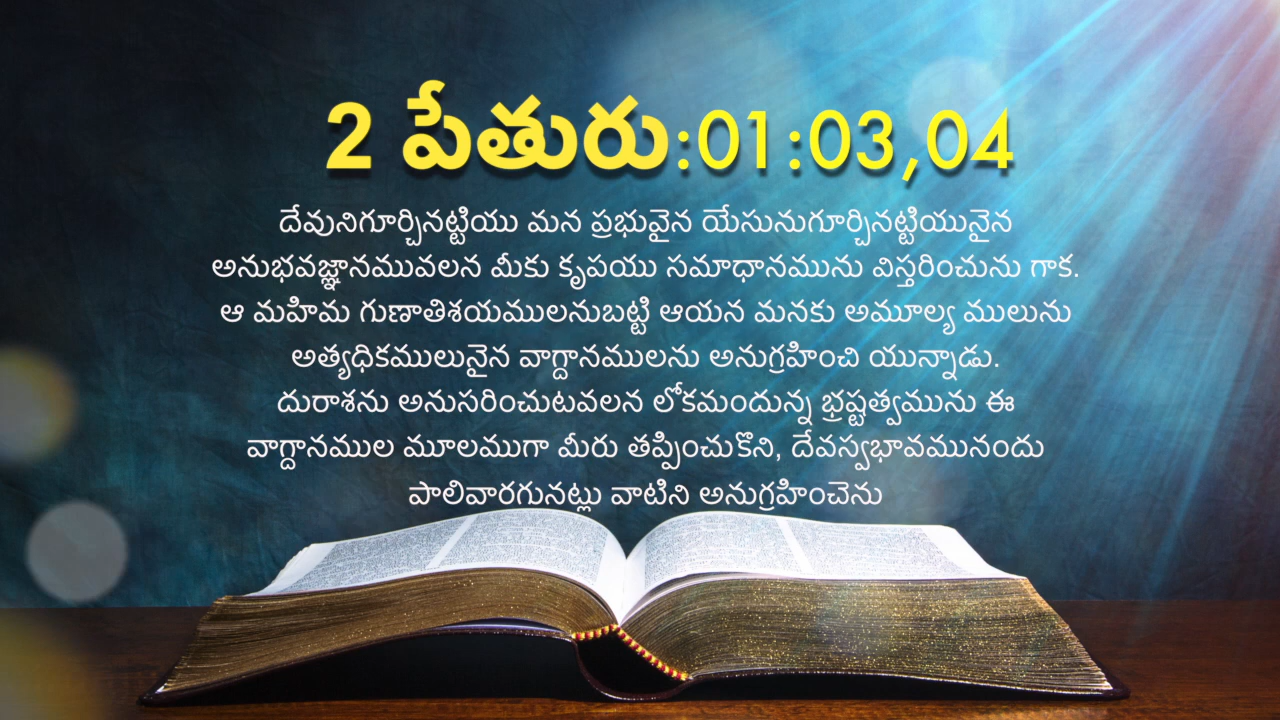 2 పేతురు:01:03,04
దేవునిగూర్చినట్టియు మన ప్రభువైన యేసునుగూర్చినట్టియునైన
అనుభవజ్ఞానమువలన మీకు కృపయు సమాధానమును విస్తరించును గాక.
ఆ మహిమ గుణాతిశయములనుబట్టి ఆయన మనకు అమూల్య ములును
అత్యధికములునైన వాగ్దానములను అనుగ్రహించి యున్నాడు.
దురాశను అనుసరించుటవలన లోకమందున్న భ్రష్టత్వమును ఈ
వాగ్దానముల మూలముగా మీరు తప్పించుకొని, దేవస్వభావమునందు
పాలివారగునట్లు వాటిని అనుగ్రహించెను